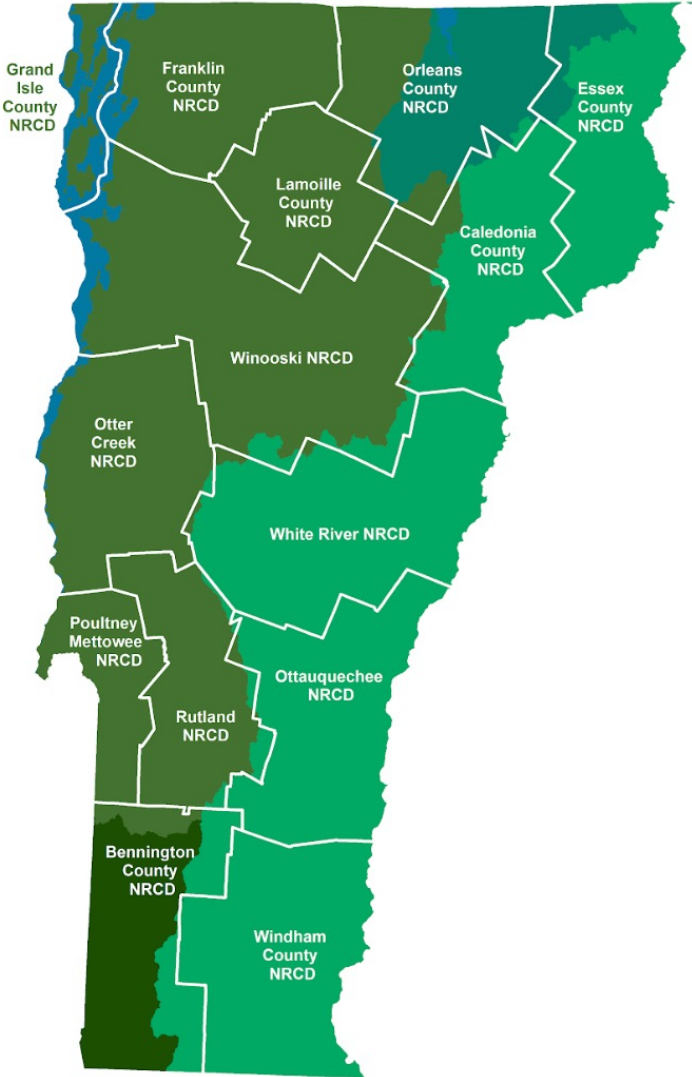 Grand
Isle
County
NRCD
Franklin
County
NRCD
Orleans
County
NRCD
Essex
County
NRCD
Lamoille
County
NRCD
Caledonia
County
NRCD
Winooski NRCD
Otter
Creek
NRCD
White River NRCD
Poultney
Mettowee
NRCD
Ottauquechee
NRCD
Rutland
NRCD
Bennington
County
NRCD
Windham
County
NRCD